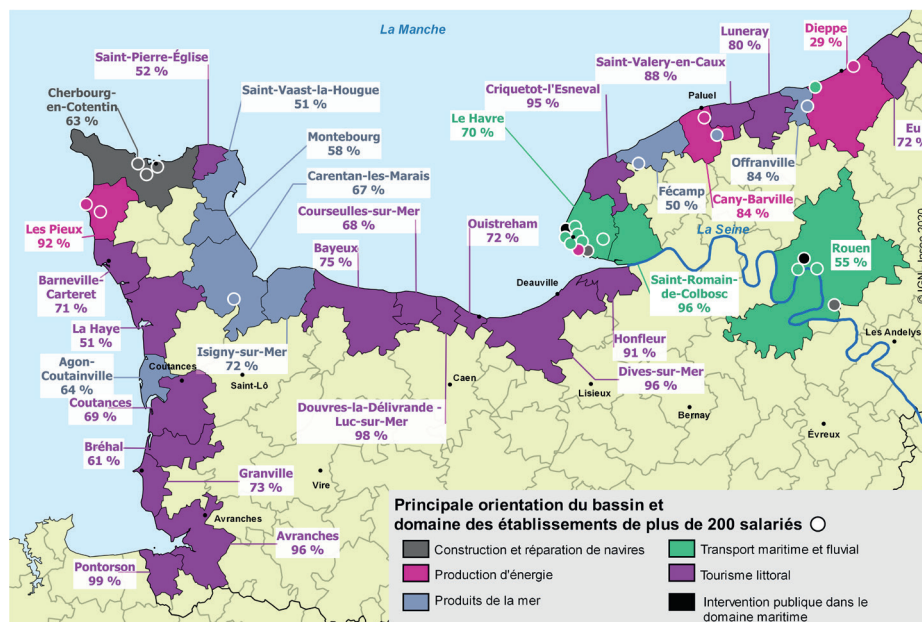 La Manche
Saint-Pierre-Église
52 %
Cherbourg-
en-Cotentin
63 %
Saint-Vaast-la-Hougue
51 %
Montebourg
58 %
Carentan-les-Marais
67 %
Courseulles-sur-Mer
68 %
Bayeux
75 %
Ouistreham
72 %
Les Pieux
92 %
Barneville-
Carteret
71 %
La Haye
51 %
Agon-
Coutainville
64 %
Coutances
Coutances
69 %
Bréhal
61 %
Granville
73 %
Avranches
Avranches
96 %
Pontorson
99 %
Isigny-sur-Mer
72 %
Saint-Lô
Caen
Vire
Douvres-la-Délivrande -
Luc-sur-Mer
98 %
Deauville
Lisieux
Honfleur
91 %
Dives-sur-Mer
96 %
Bernay
Évreux
Les Andelys
Le Havre
70 %
Criquetot-l'Esneval
95 %
Saint-Valery-en-Caux
88 %
Luneray
80 %
Dieppe
29 %
Paluel
Eu
72 %
Offranville
84 %
Fécamp
50 %
Cany-Barville
84 %
La Seine
Saint-Romain-
de-Colbosc
96 %
Rouen
55 %
Principale orientation du bassin et
domaine des établissements de plus de 200 salariés
Construction et réparation de navires
Production d'énergie
Produits de la mer
Transport maritime et fluvial
Tourisme littoral
Intervention publique dans le
domaine maritime